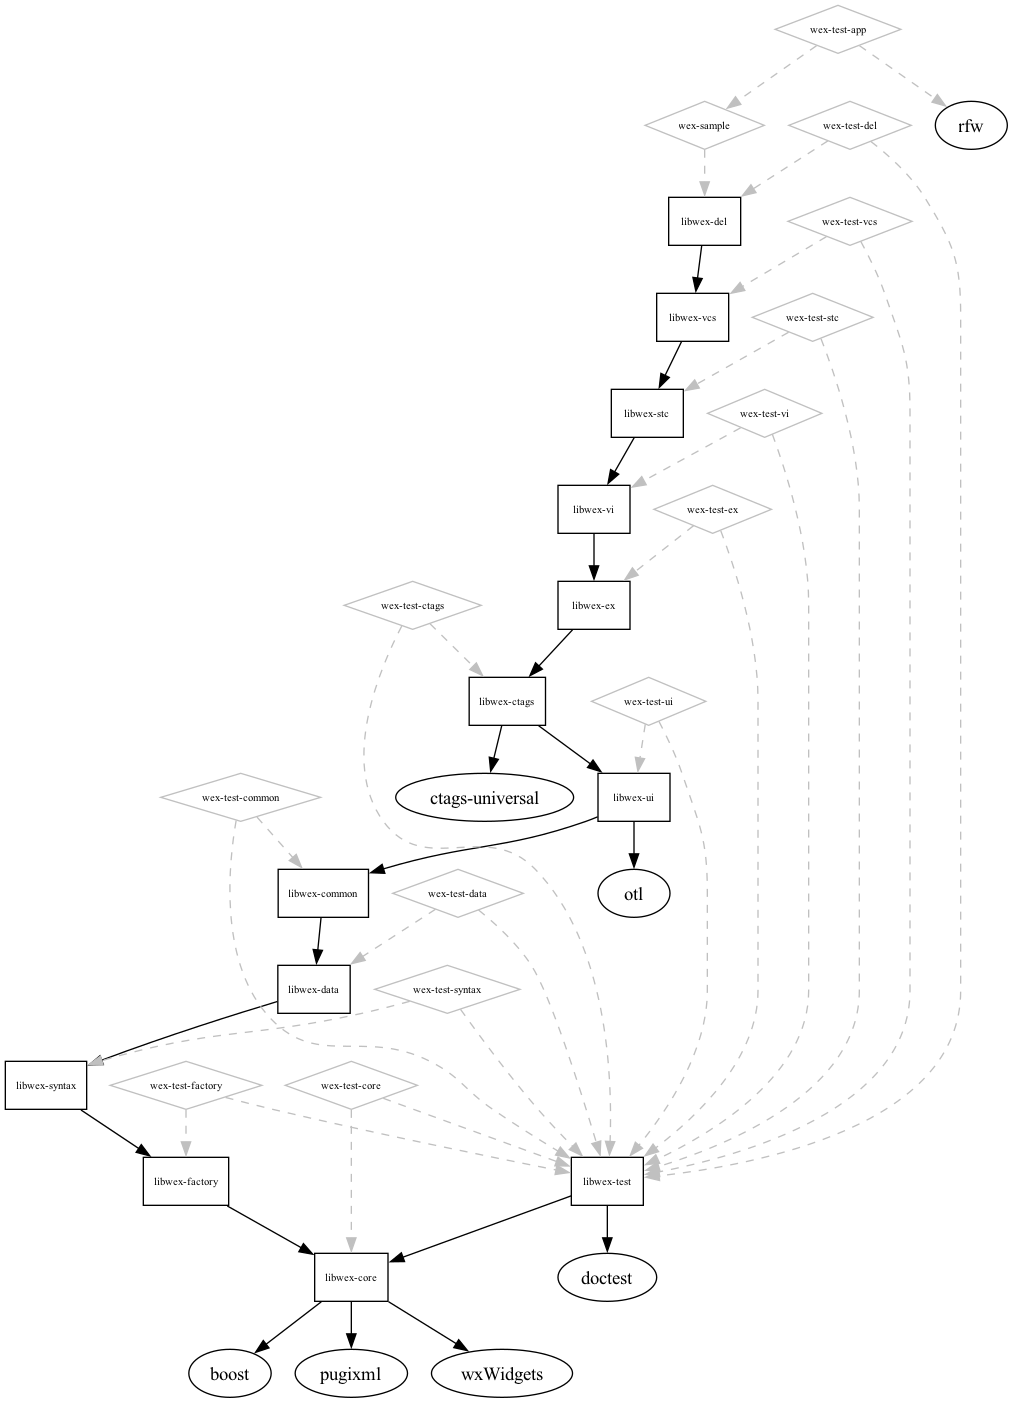 wex-test-app
wex-sample
wex-test-del
rfw
libwex-del
wex-test-vcs
libwex-vcs
wex-test-stc
libwex-stc
wex-test-vi
libwex-vi
wex-test-ex
wex-test-ctags
libwex-ex
libwex-ctags
wex-test-ui
wex-test-common
ctags-universal
libwex-ui
libwex-common
wex-test-data
otl
libwex-data
wex-test-syntax
libwex-syntax
wex-test-factory
wex-test-core
libwex-factory
libwex-test
libwex-core
doctest
boost
pugixml
wxWidgets